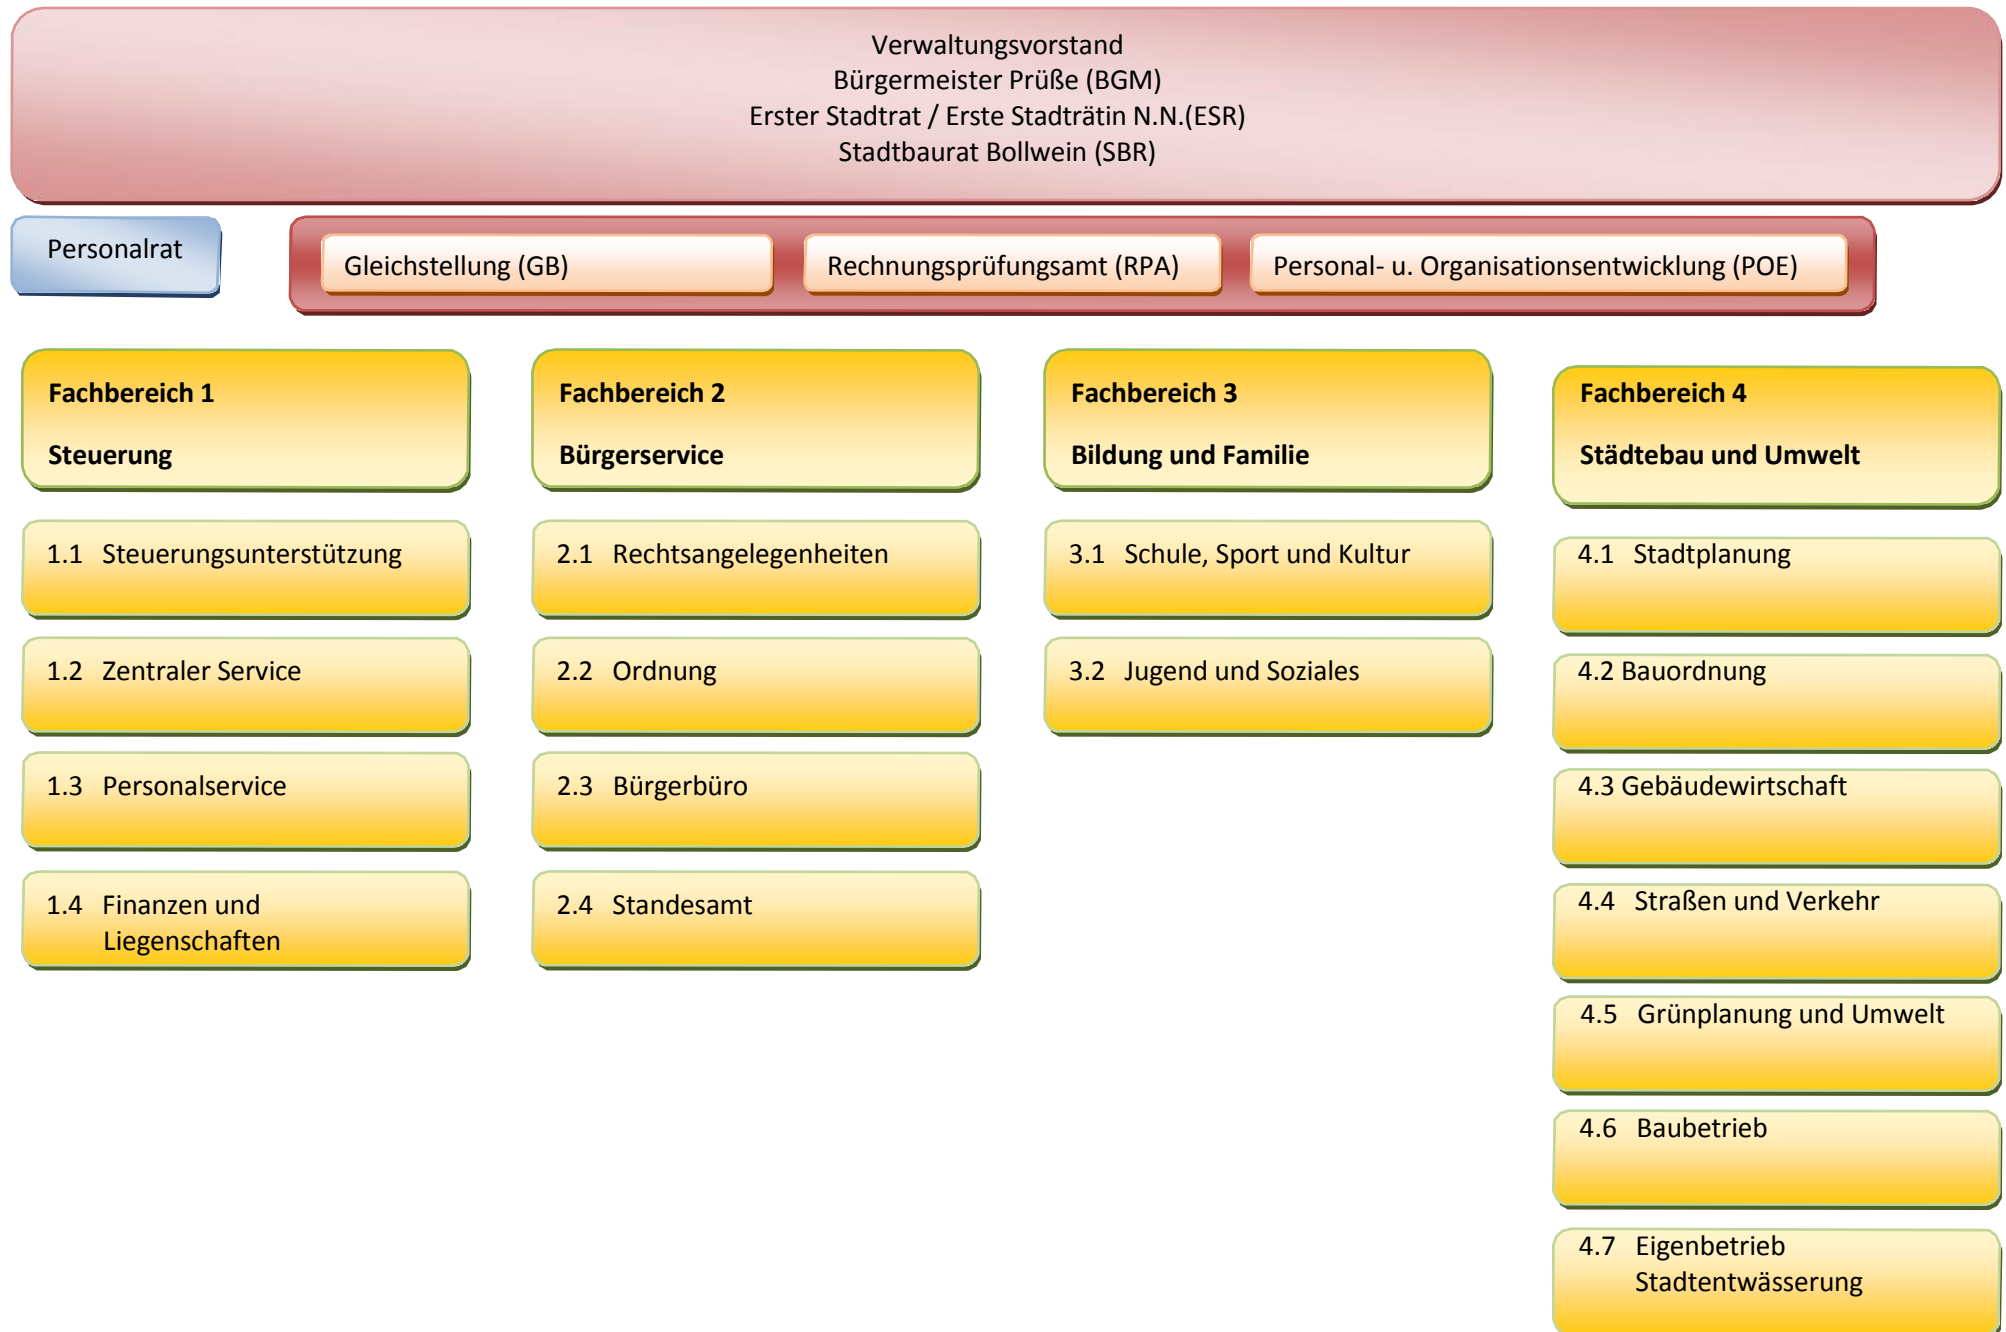 Verwaltungsvorstand
Bürgermeister Prüße (BGM)
Erster Stadtrat / Erste Stadträtin N.N.(ESR)
Stadtbaurat Bollwein (SBR)
Personalrat
Gleichstellung (GB)
Rechnungsprüfungsamt (RPA)
Personal- u. Organisationsentwicklung (POE)
Fachbereich 1
Steuerung
1.1 Steuerungsunterstützung
1.2 Zentraler Service
1.3 Personalservice
1.4 Finanzen und
Liegenschaften
Fachbereich 2
Bürgerservice
2.1 Rechtsangelegenheiten
2.2 Ordnung
2.3 Bürgerbüro
2.4 Standesamt
Fachbereich 3
Bildung und Familie
3.1 Schule, Sport und Kultur
3.2 Jugend und Soziales
Fachbereich 4
Städtebau und Umwelt
4.1 Stadtplanung
4.2 Bauordnung
4.3 Gebäudewirtschaft
4.4 Straßen und Verkehr
4.5 Grünplanung und Umwelt
4.6 Baubetrieb
4.7 Eigenbetrieb
Stadtentwässerung